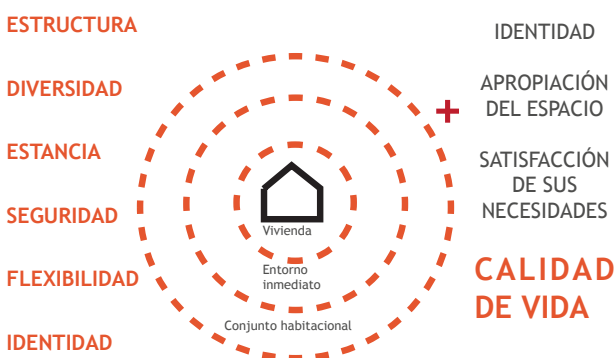 ESTRUCTURA
DIVERSIDAD
ESTANCIA
SEGURIDAD
FLEXIBILIDAD
IDENTIDAD
Vivienda
Entorno
inmediato
Conjunto habitacional
+
IDENTIDAD
APROPIACIÓN
DEL ESPACIO
SATISFACCIÓN
DE SUS
NECESIDADES
CALIDAD
DE VIDA